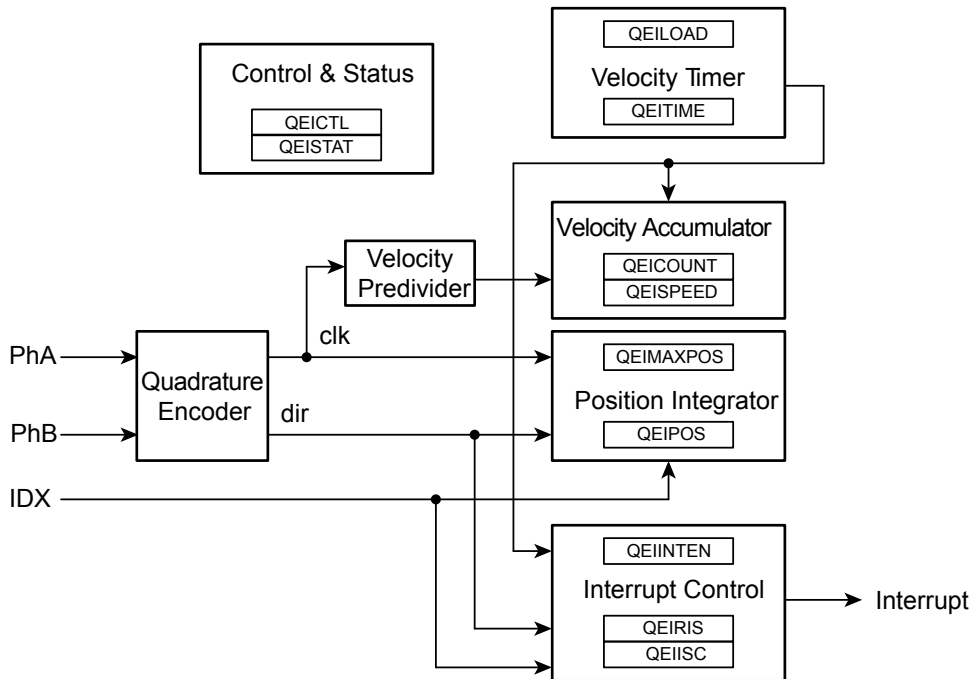 QEILOAD
Control & Status
Velocity Timer
QEITIME
QEICTL
QEISTAT
Velocity Accumulator
Velocity
Predivider
QEICOUNT
QEISPEED
clk
PhA
QEIMAXPOS
Quadrature
Encoder
Position Integrator
dir
PhB
QEIPOS
IDX
QEIINTEN
Interrupt Control
Interrupt
QEIRIS
QEIISC